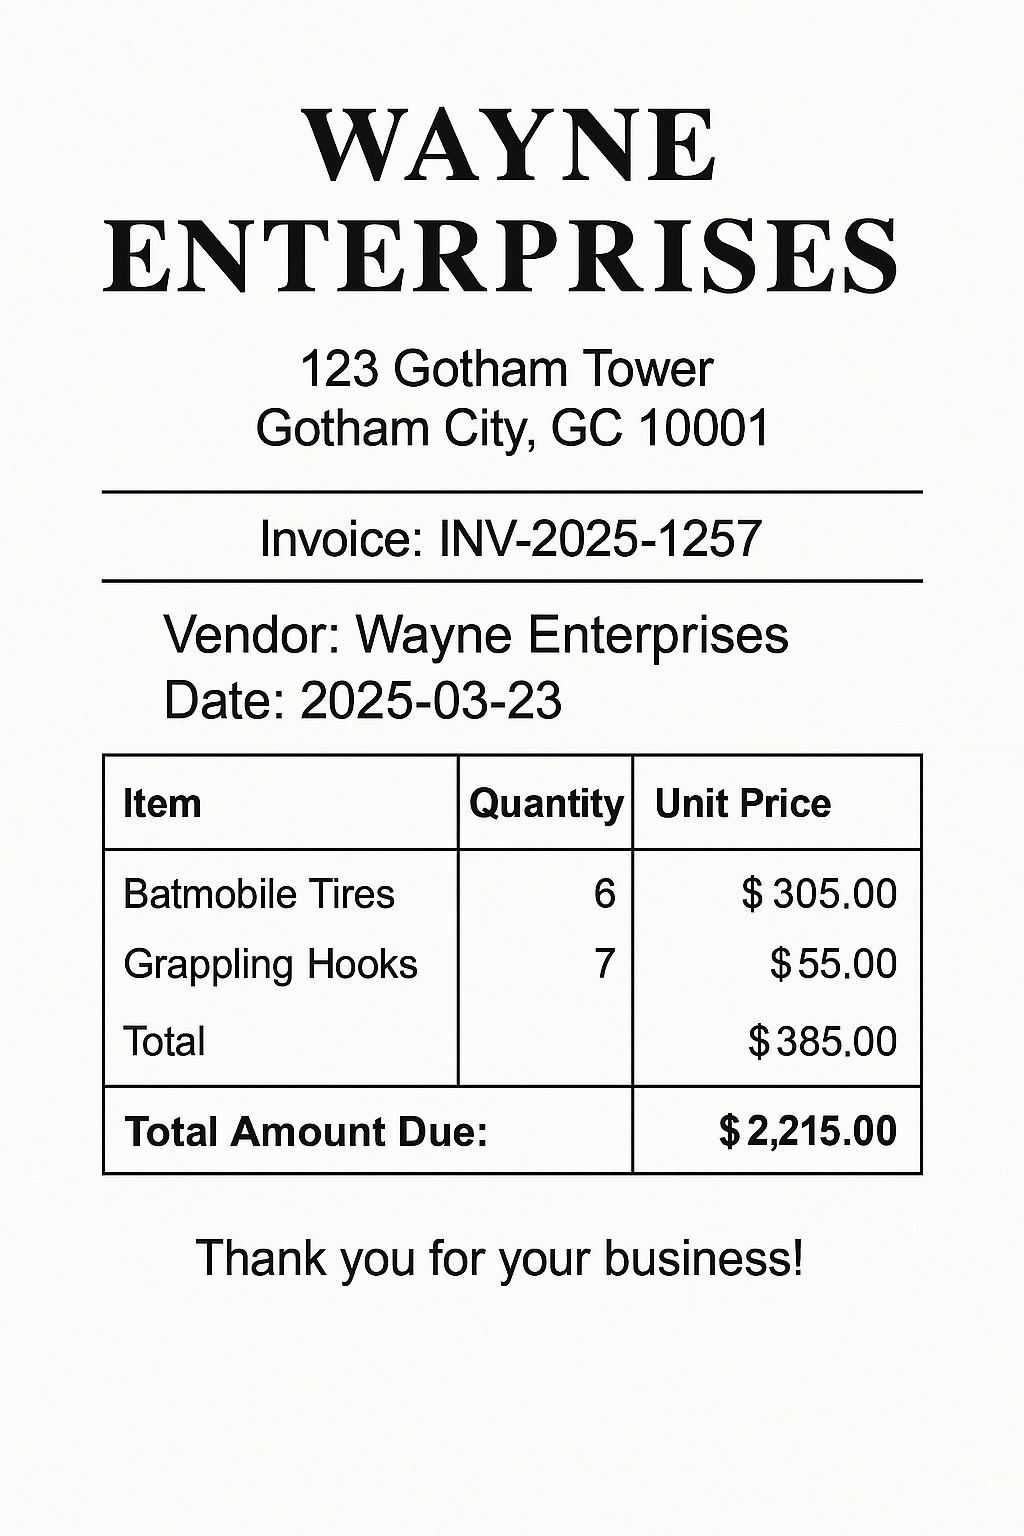 WAYNE
ENTERPRISES
123 Gotham Tower
Gotham City, GC 10001
Invoice: INV-2025-1257
Vendor: Wayne Enterprises
Date: 2025-03-23
Item Quantity Unit Price
Batmobile Tires 6 $ 305.00
Grappling Hooks 7 $55.00
Total $385.00
Total Amount Due: $2,215.00
Thank you for your business!